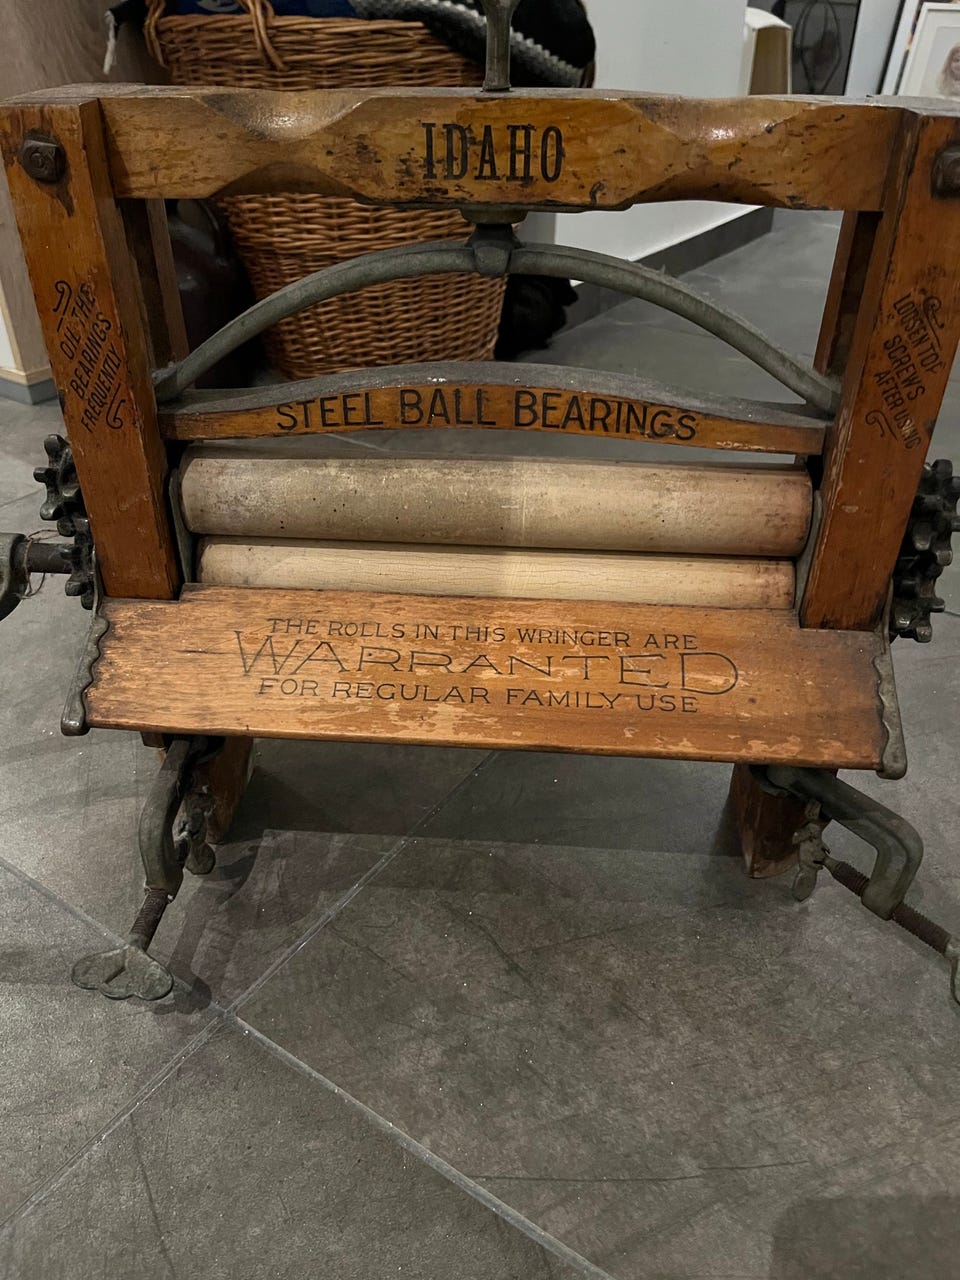 IDAHO
OIL THE
BEARINGS
FREQUENTLY
LOOSEN TOP
SCREWS
AFTER USING
STEEL BALL BEARINGS
THE ROLLS IN THIS WRINGER ARE
WARRANTED
FOR REGULAR FAMILY USE